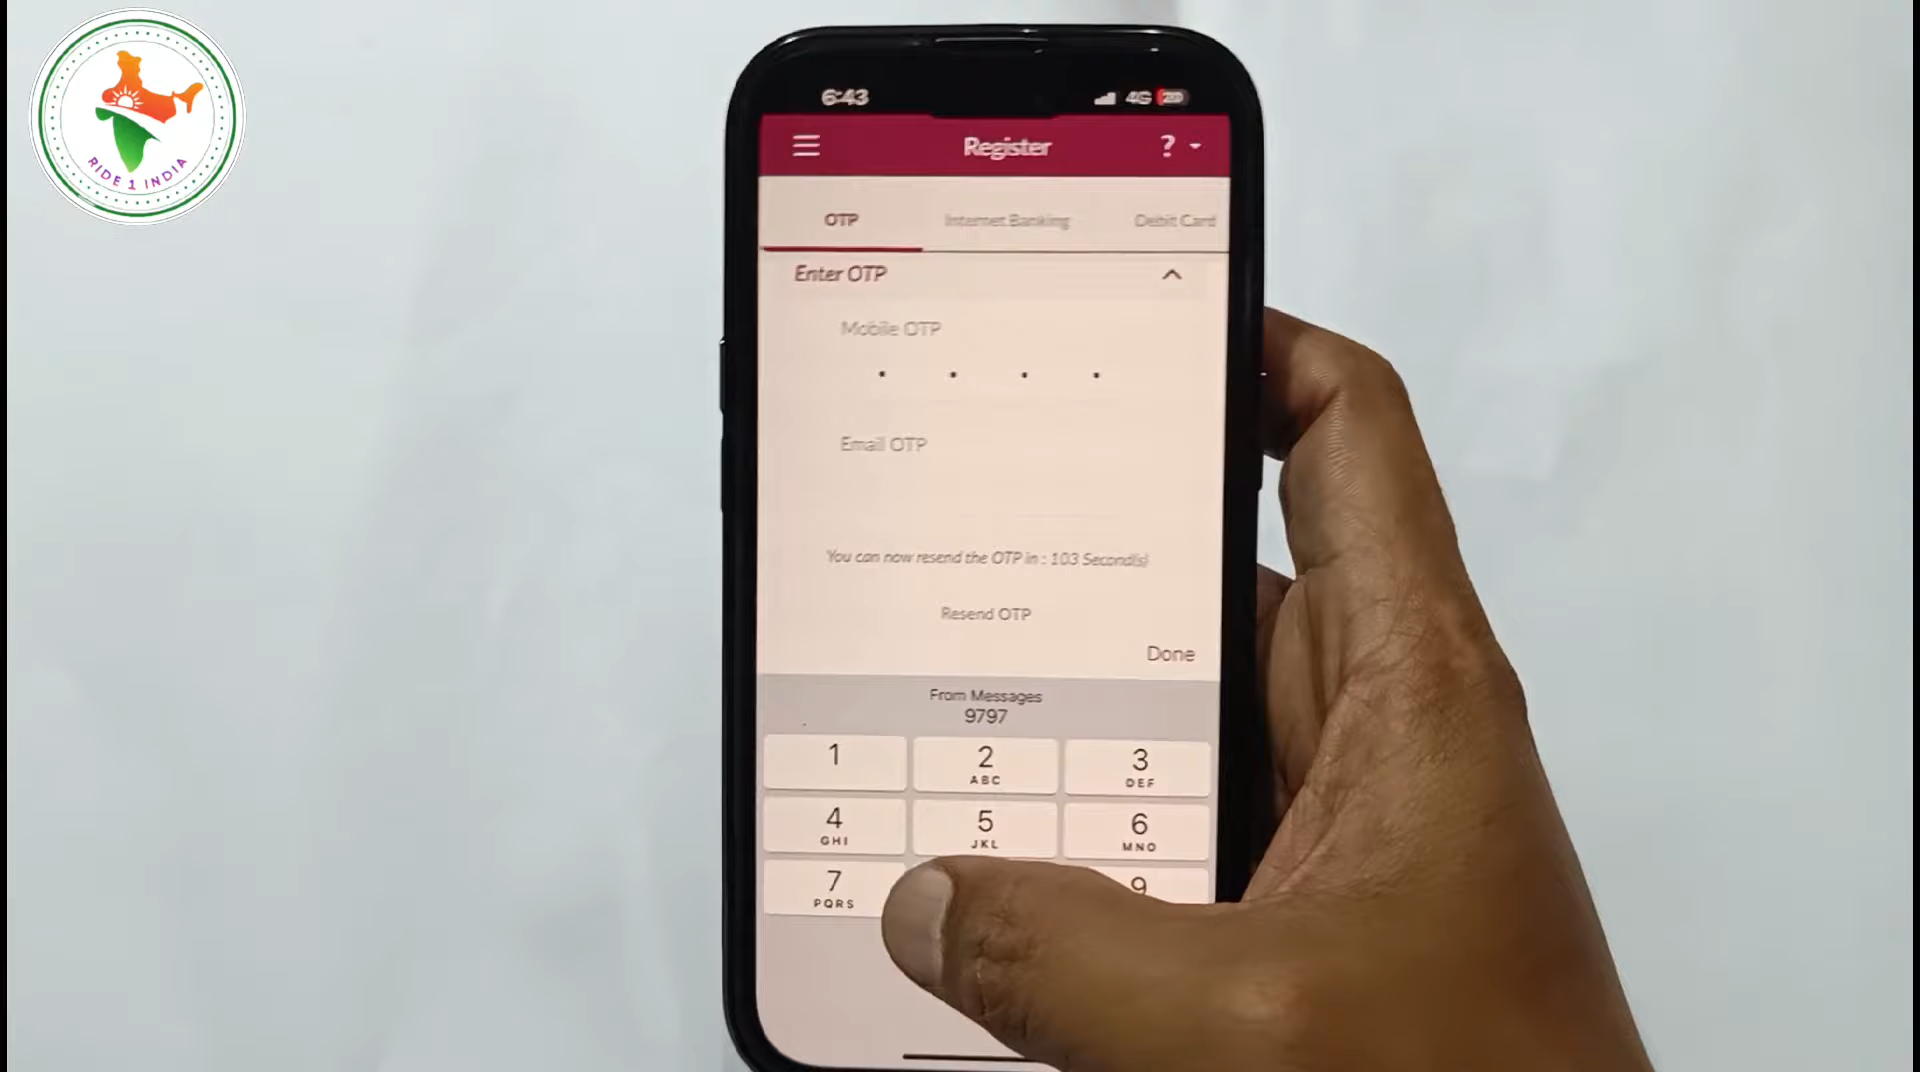 RIDE 1 INDIA
6:43
4G 20
Register
?
OTP
Internet Banking
Debit Card
Enter OTP
Mobile OTP
Email OTP
You can now resend the OTP in : 103 Second(s)
Resend OTP
Done
From Messages
9797
1
2
ABC
3
DEF
4
GHI
5
JKL
6
MNO
7
PQRS
9